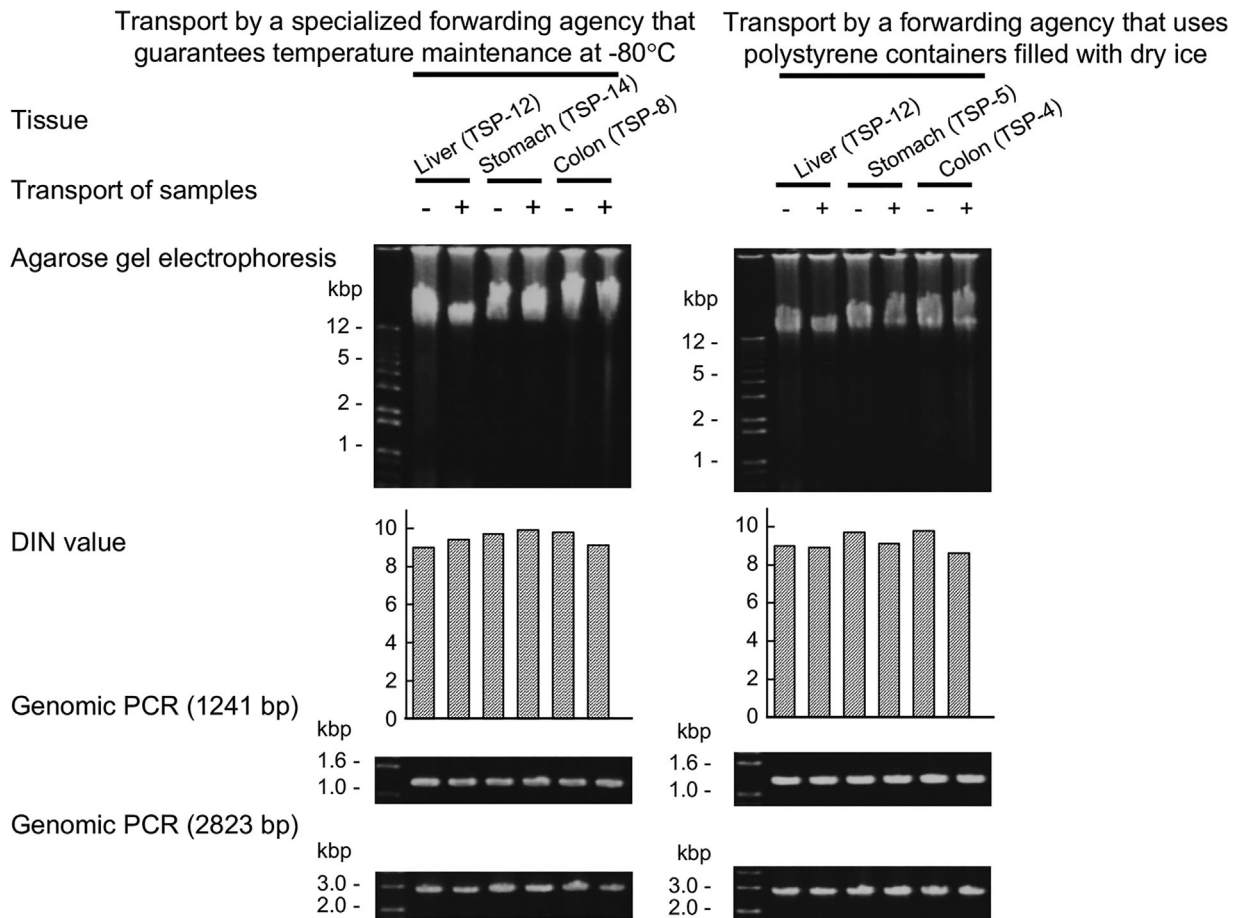 Transport by a specialized forwarding agency that
guarantees temperature maintenance at -80°C
Transport by a forwarding agency that uses
polystyrene containers filled with dry ice
Tissue
Liver (TSP-12)
Stomach (TSP-14)
Colon (TSP-8)
Liver (TSP-12)
Stomach (TSP-5)
Colon (TSP-4)
Transport of samples
- + - + - +
- + - + - +
Agarose gel electrophoresis
kbp
12 -
5 -
2 -
1 -
kbp
12 -
5 -
2 -
1 -
DIN value
10
8
6
4
2
0
10
8
6
4
2
0
Genomic PCR (1241 bp)
kbp
1.6 -
1.0 -
kbp
1.6 -
1.0 -
Genomic PCR (2823 bp)
kbp
3.0 -
2.0 -
kbp
3.0 -
2.0 -